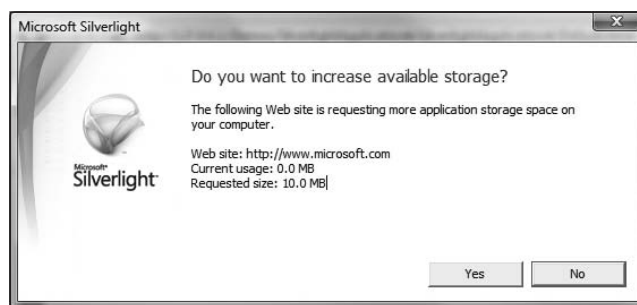 Microsoft Silverlight
Do you want to increase available storage?
The following Web site is requesting more application storage space on
your computer.
Web site: http://www.microsoft.com
Current usage: 0.0 MB
Requested size: 10.0 MB
Microsoft®
Silverlight™
Yes
No